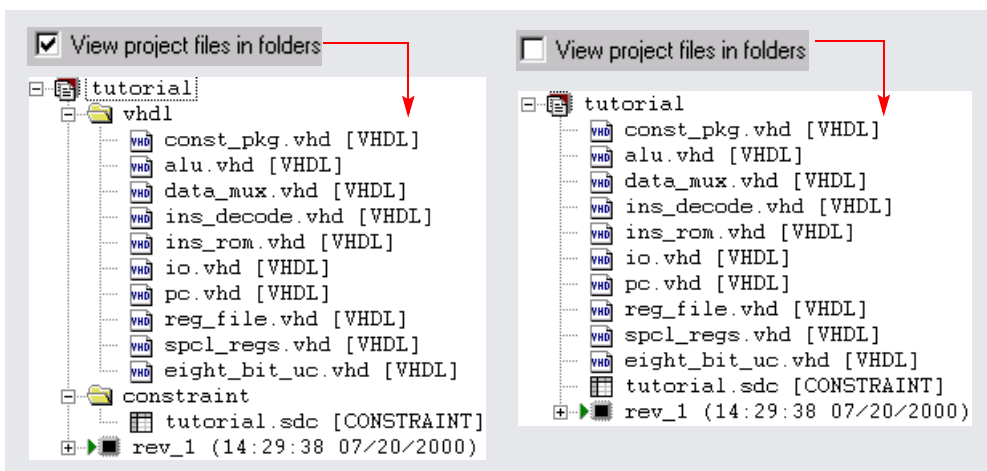 View project files in folders
tutorial
vhdl
const_pkg.vhd [VHDL]
alu.vhd [VHDL]
data_mux.vhd [VHDL]
ins_decode.vhd [VHDL]
ins_rom.vhd [VHDL]
io.vhd [VHDL]
pc.vhd [VHDL]
reg_file.vhd [VHDL]
spcl_regs.vhd [VHDL]
eight_bit_uc.vhd [VHDL]
constraint
tutorial.sdc [CONSTRAINT]
rev_1 (14:29:38 07/20/2000)
View project files in folders
tutorial
const_pkg.vhd [VHDL]
alu.vhd [VHDL]
data_mux.vhd [VHDL]
ins_decode.vhd [VHDL]
ins_rom.vhd [VHDL]
io.vhd [VHDL]
pc.vhd [VHDL]
reg_file.vhd [VHDL]
spcl_regs.vhd [VHDL]
eight_bit_uc.vhd [VHDL]
tutorial.sdc [CONSTRAINT]
rev_1 (14:29:38 07/20/2000)